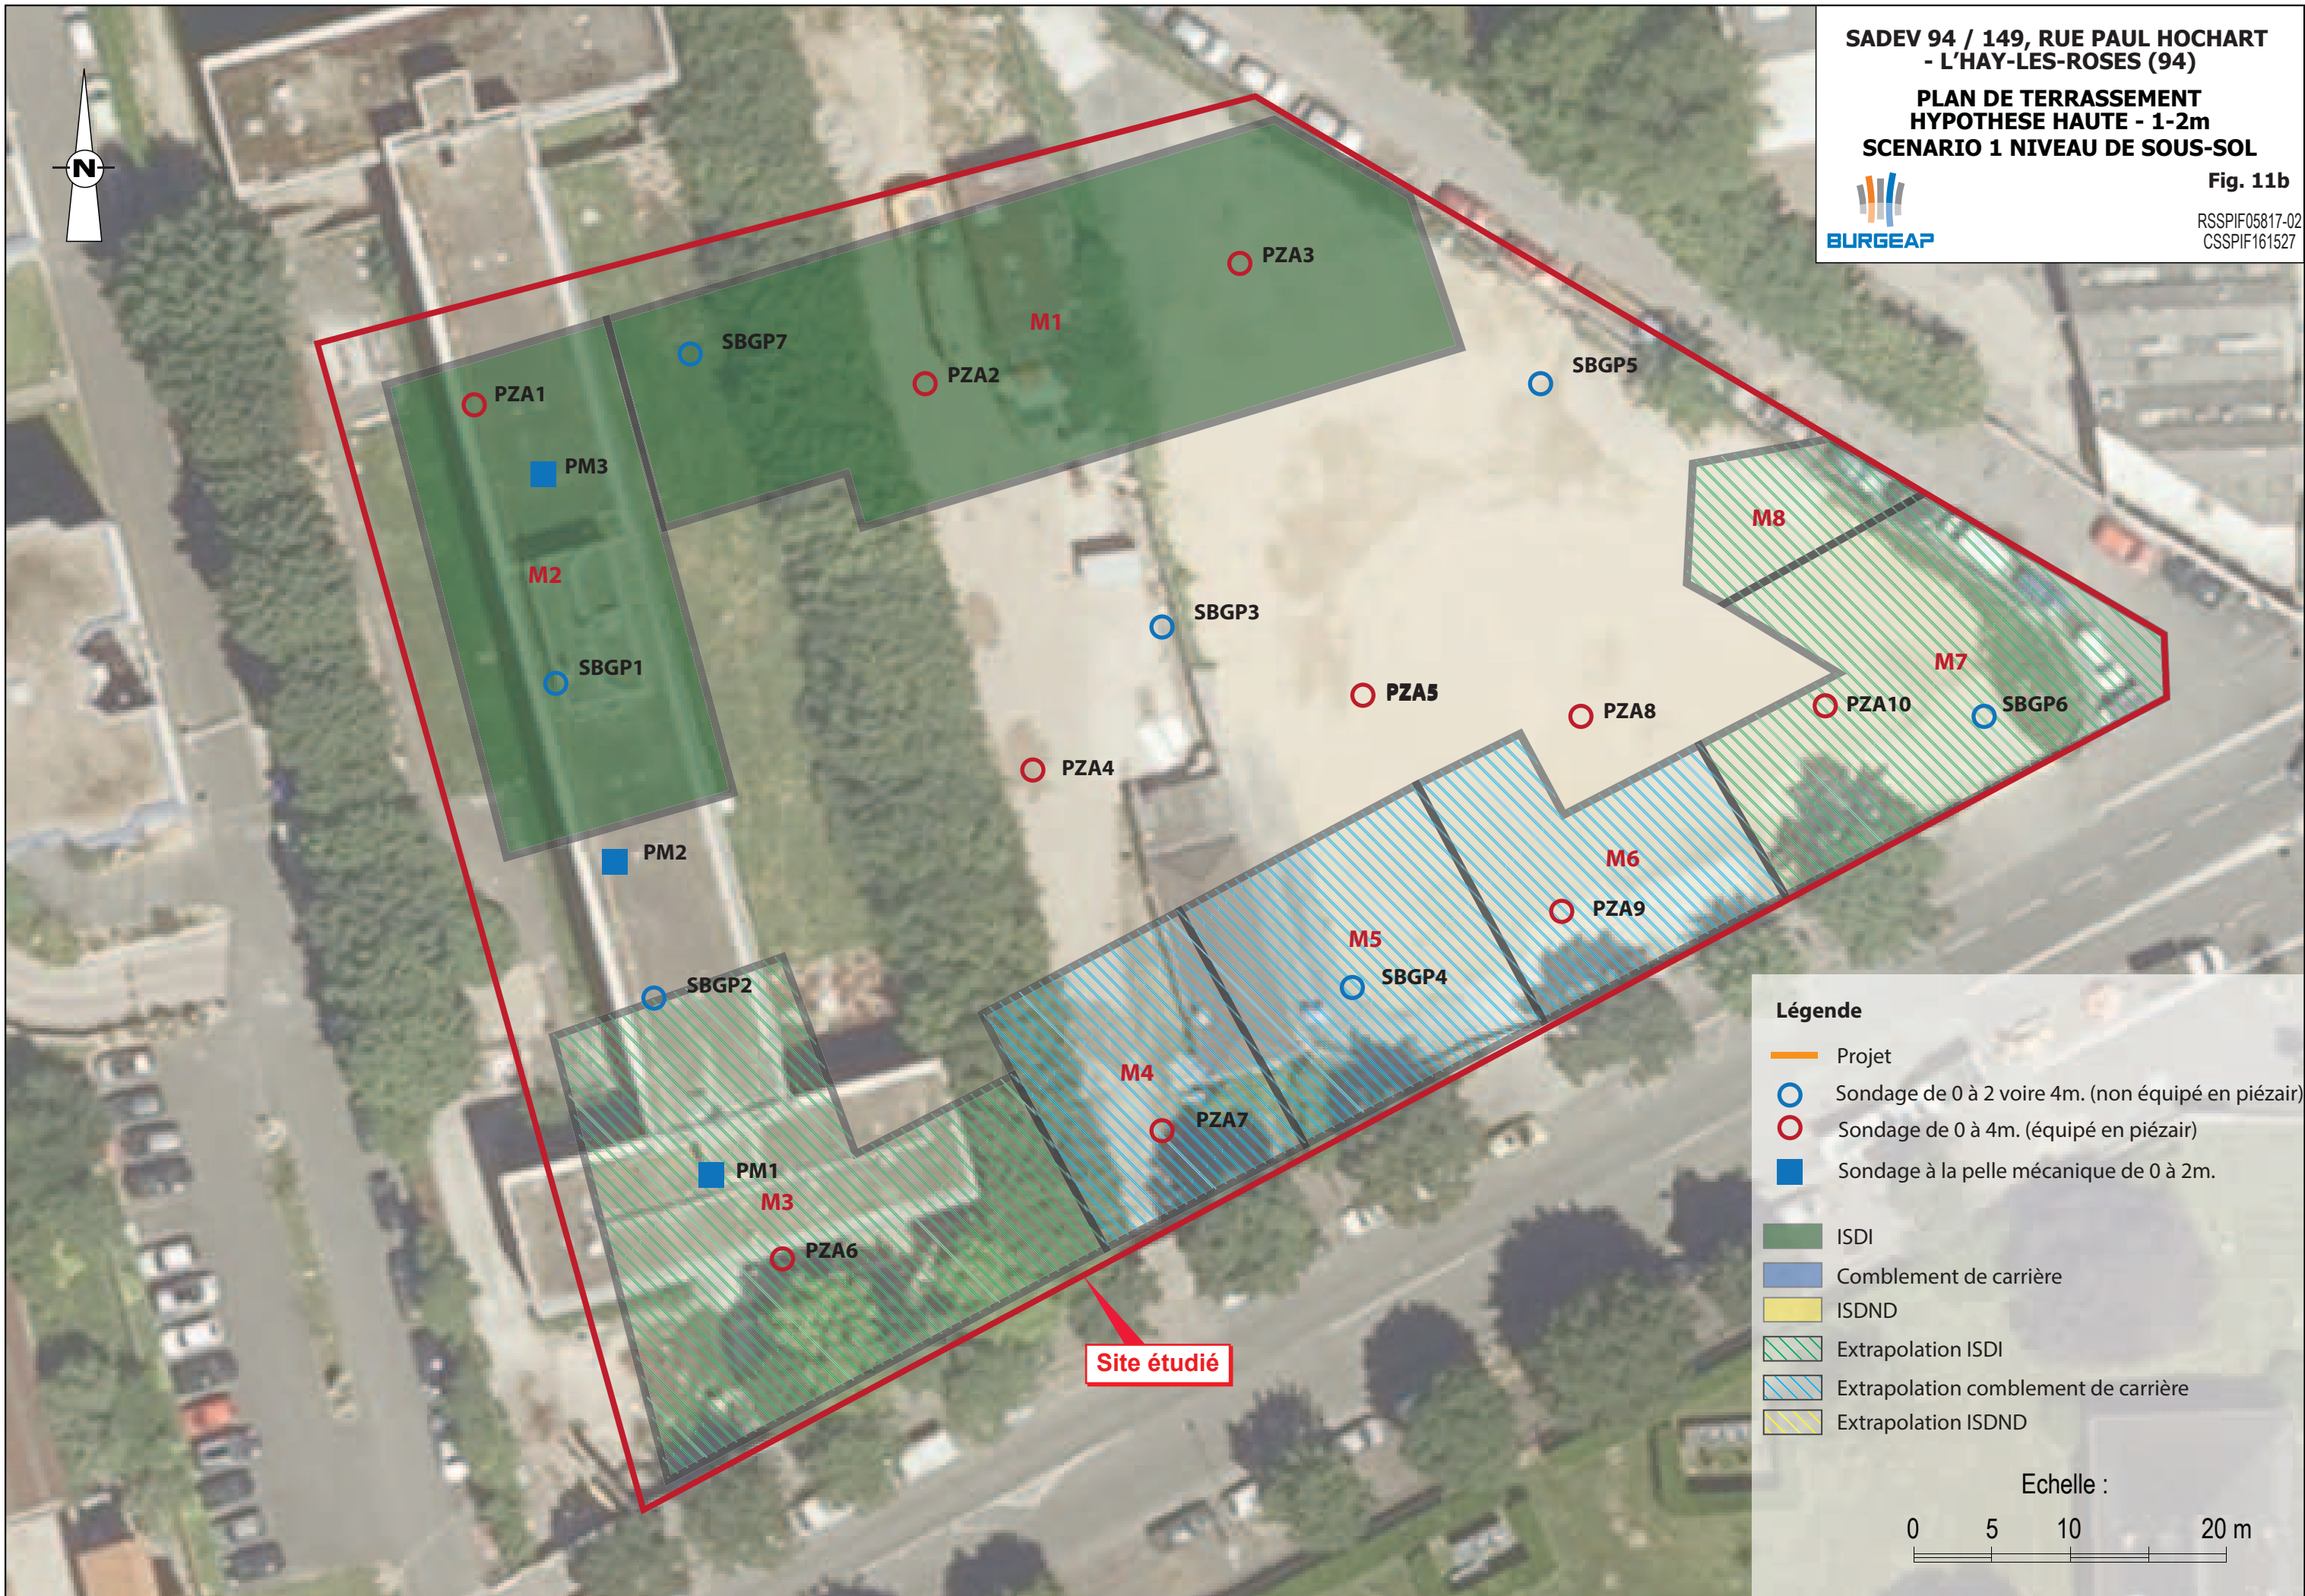 SADEV 94 / 149, RUE PAUL HOCHART
- L'HAY-LES-ROSES (94)
PLAN DE TERRASSEMENT
HYPOTHESE HAUTE - 1-2m
SCENARIO 1 NIVEAU DE SOUS-SOL
Fig. 11b
RSSPIF05817-02
CSSPIF161527
BURGEAP
N
PZA3
M1
SBGP7
PZA2
SBGP5
PZA1
PM3
M8
M2
SBGP3
SBGP1
M7
PZA5
PZA10
SBGP6
PZA8
PZA4
PM2
M6
PZA9
M5
SBGP4
SBGP2
M4
PZA7
PM1
M3
PZA6
Site étudié
Légende
Projet
Sondage de 0 à 2 voire 4m. (non équipé en piézair)
Sondage de 0 à 4m. (équipé en piézair)
Sondage à la pelle mécanique de 0 à 2m.
ISDI
Comblement de carrière
ISDND
Extrapolation ISDI
Extrapolation comblement de carrière
Extrapolation ISDND
Echelle :
0 5 10 20 m